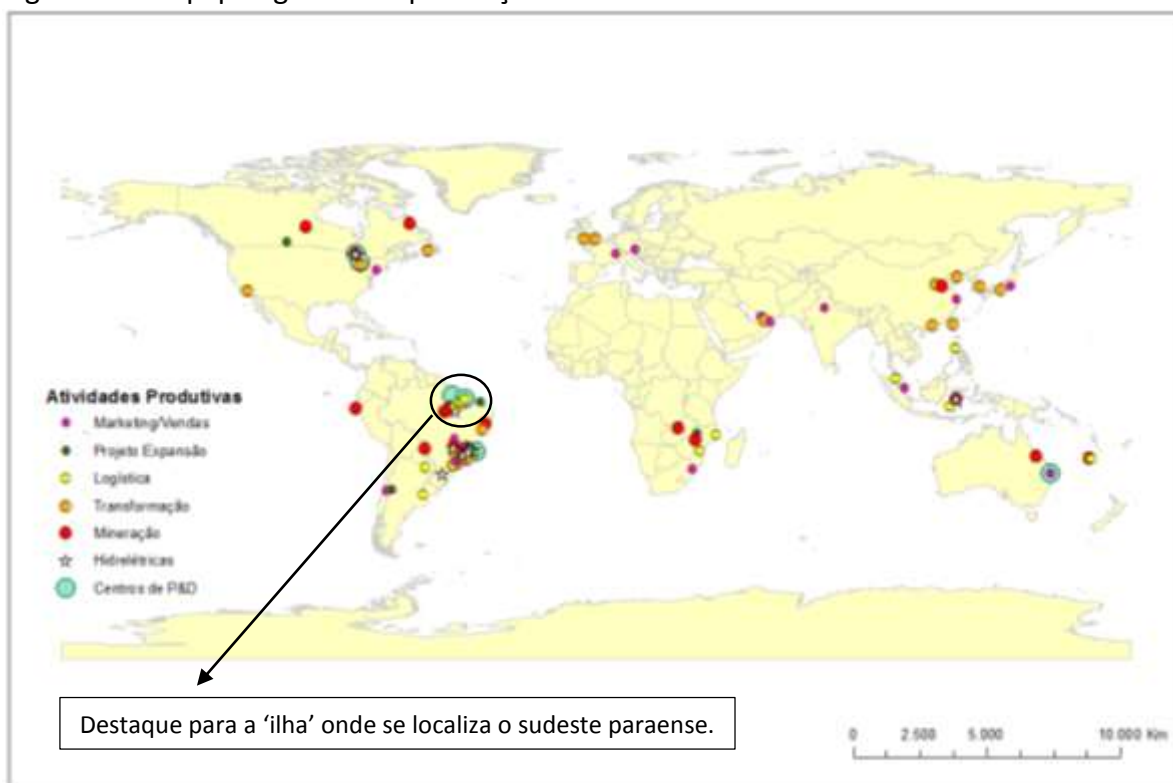 Atividades Produtivas
Marketing/Vendas
Projeto Expansão
Logística
Transformação
Mineração
Hidrelétricas
Centros de P&D
Destaque para a ‘ilha’ onde se localiza o sudeste paraense.
0 2.500 5.000 10.000 Km